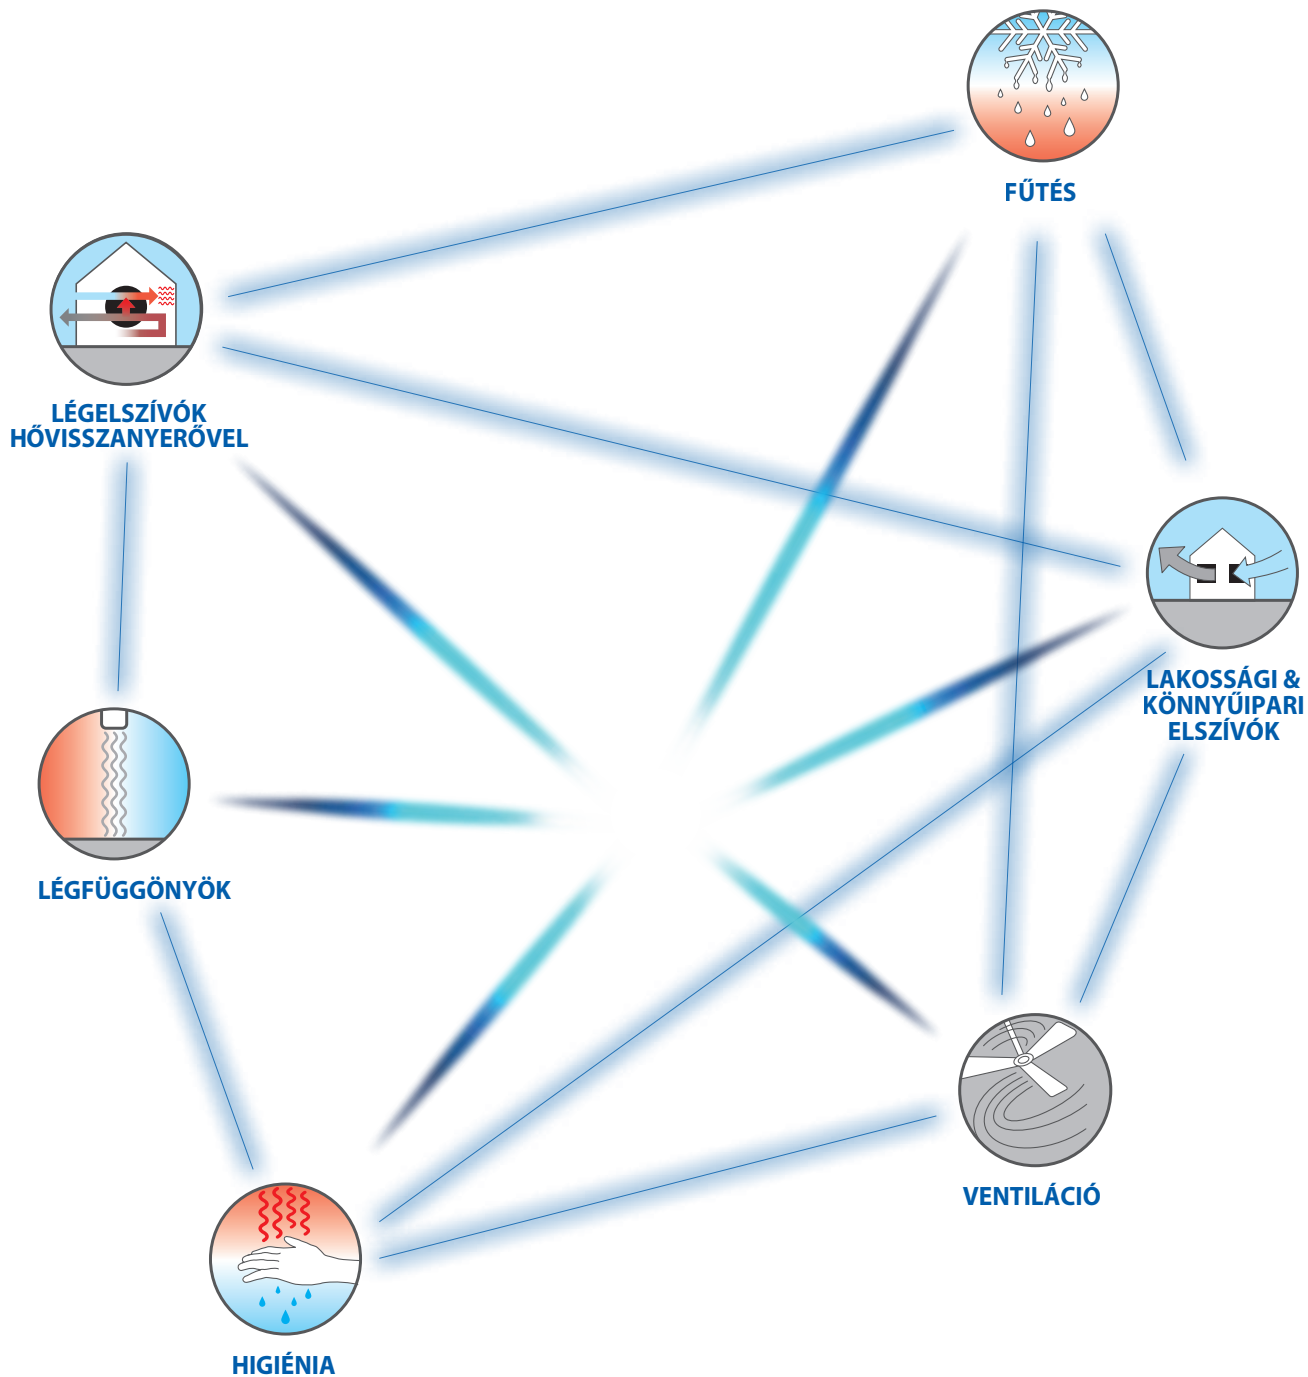 FŰTÉS
LÉGELSZÍVÓK
HŐVISSZANYERŐVEL
LAKOSSÁGI &
KÖNNYŰIPARI
ELSZÍVÓK
LÉGFÜGGÖNYÖK
VENTILÁCIÓ
HIGIÉNIA